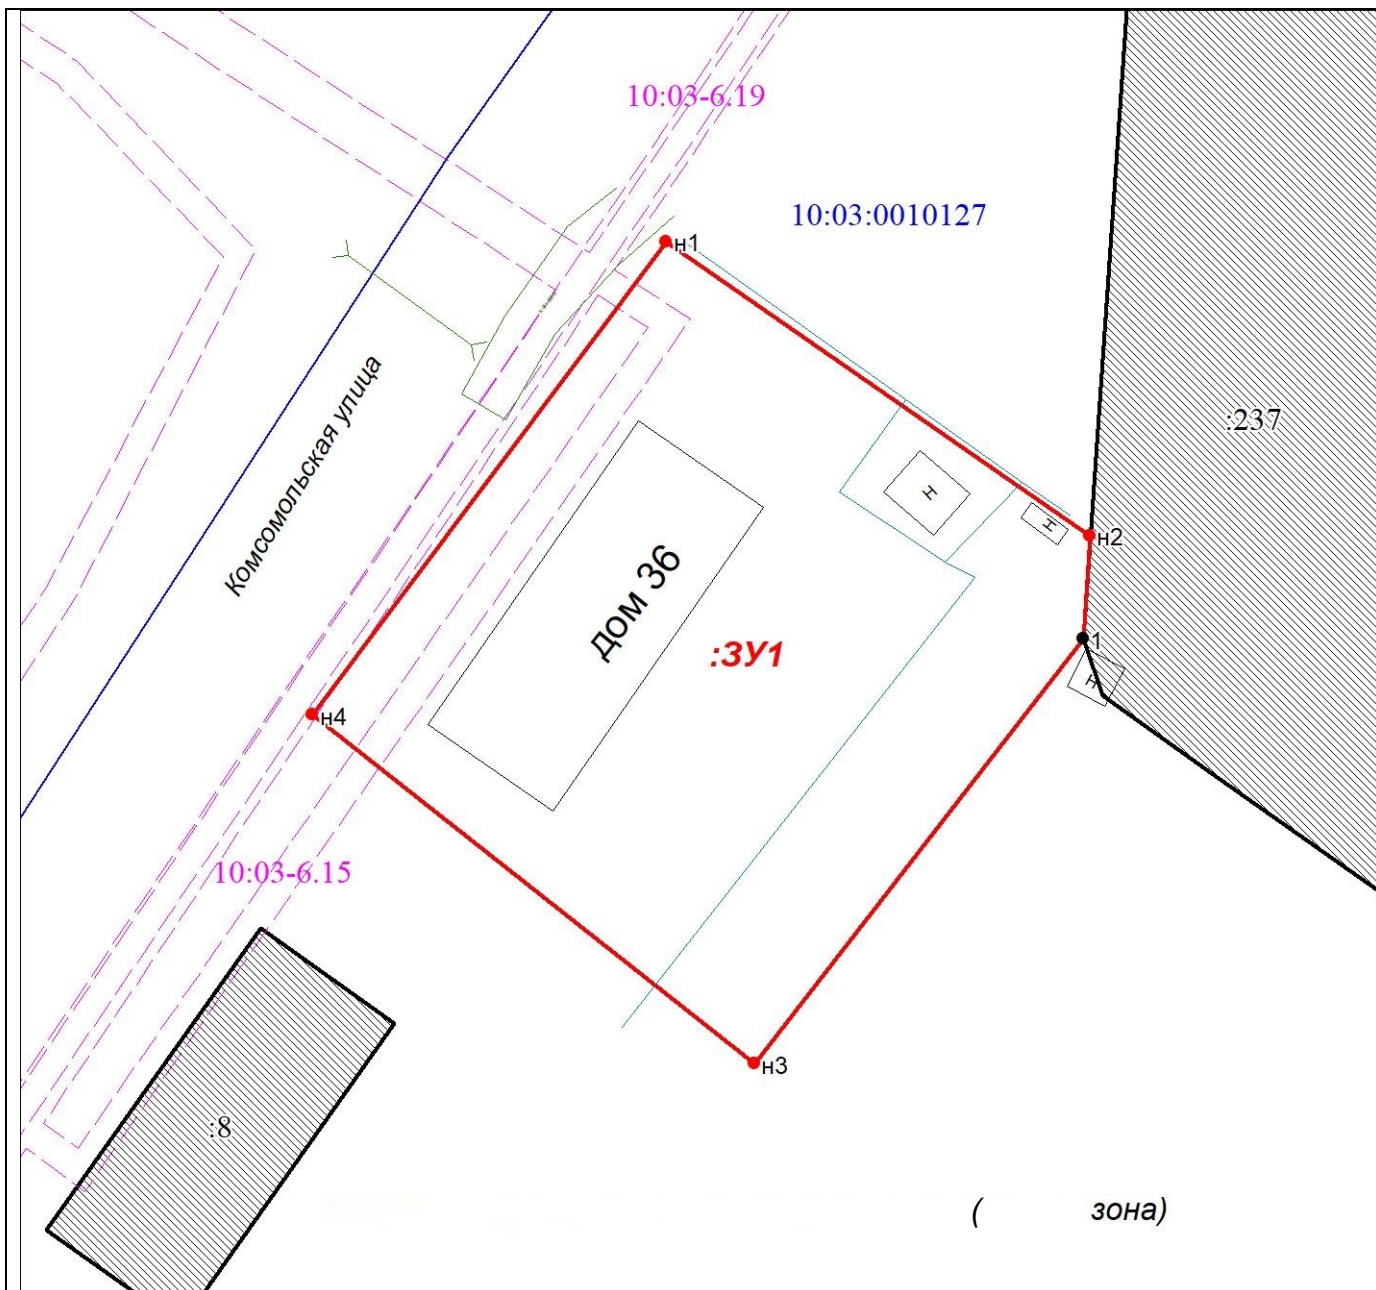 10:03-6.19
10:03:0010127
н1
Комсомольская улица
:237
н
н
н2
дом 36
:ЗУ1
1
н
н4
10:03-6.15
н3
:8
( зона)